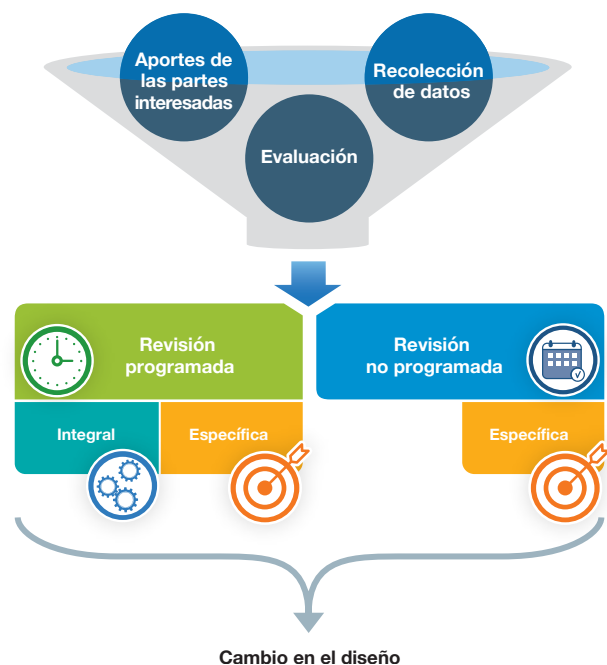 Aportes de
las partes
interesadas
Recolección
de datos
Evaluación
Revisión
programada
Revisión
no programada
Integral
Específica
Específica
Cambio en el diseño